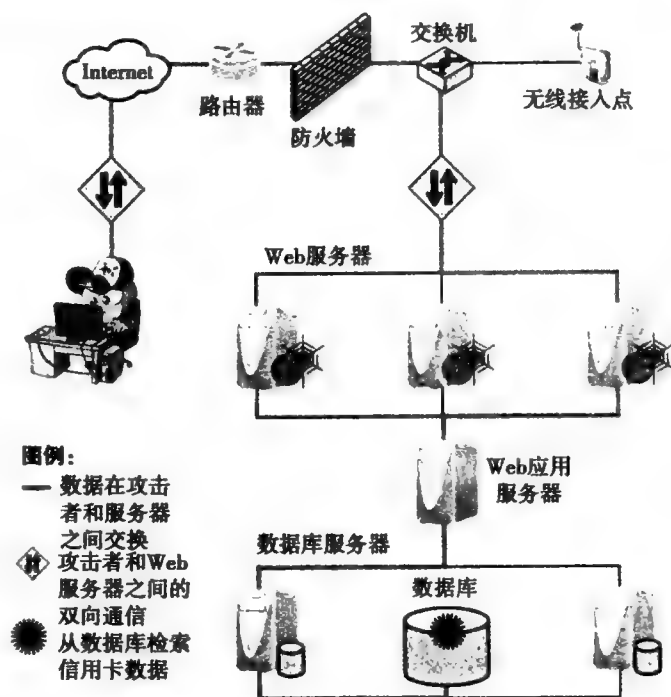 交换机
Internet
路由器
防火墙
无线接入点
Web服务器
Web应用
服务器
图例:
数据在攻击
者和服务器
之间交换
攻击者和Web
服务器之间的
双向通信
从数据库检索
信用卡数据
数据库服务器
数据库